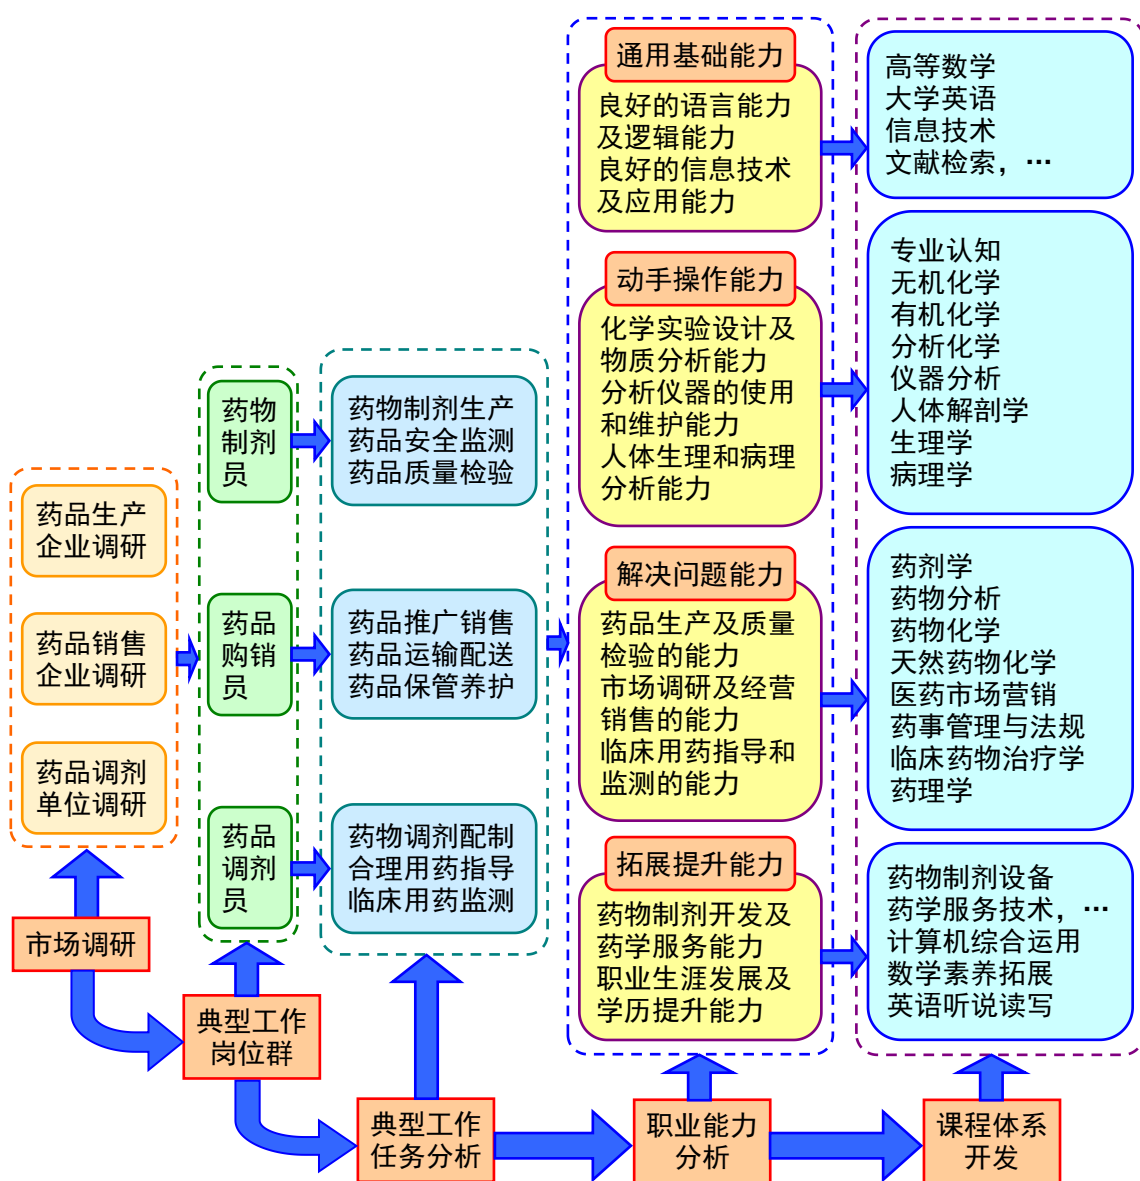 药品生产
企业调研
药品销售
企业调研
药品调剂
单位调研
市场调研
药物
制剂
员
药品
购销
员
药品
调剂
员
典型工作
岗位群
药物制剂生产
药品安全监测
药品质量检验
药品推广销售
药品运输配送
药品保管养护
药物调剂配制
合理用药指导
临床用药监测
典型工作
任务分析
通用基础能力
良好的语言能力
及逻辑能力
良好的信息技术
及应用能力
动手操作能力
化学实验设计及
物质分析能力
分析仪器的使用
和维护能力
人体生理和病理
分析能力
解决问题能力
药品生产及质量
检验的能力
市场调研及经营
销售的能力
临床用药指导和
监测的能力
拓展提升能力
药物制剂开发及
药学服务能力
职业生涯发展及
学历提升能力
职业能力
分析
高等数学
大学英语
信息技术
文献检索，…
专业认知
无机化学
有机化学
分析化学
仪器分析
人体解剖学
生理学
病理学
药剂学
药物分析
药物化学
天然药物化学
医药市场营销
药事管理与法规
临床药物治疗学
药理学
药物制剂设备
药学服务技术，…
计算机综合运用
数学素养拓展
英语听说读写
课程体系
开发